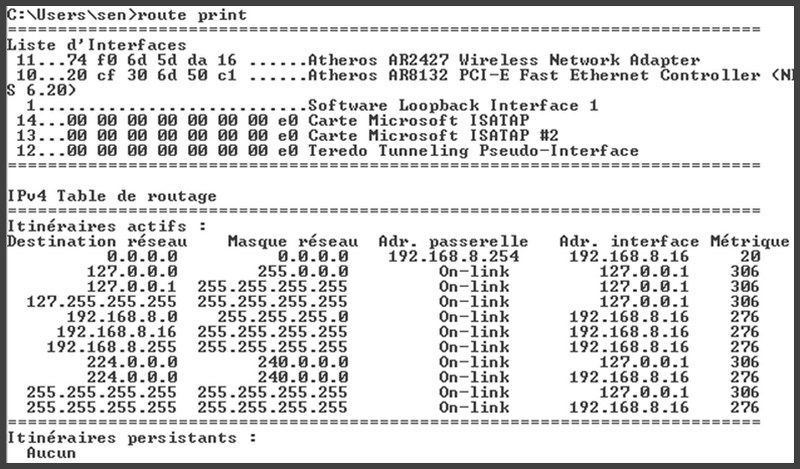 C:\Users\sen>route print
===========================================================================
Liste d'Interfaces
 11...74 f0 6d 5d da 16 ......Atheros AR2427 Wireless Network Adapter
 10...20 cf 30 6d 50 c1 ......Atheros AR8132 PCI-E Fast Ethernet Controller (NDI
S 6.20)
  1...........................Software Loopback Interface 1
 14...00 00 00 00 00 00 00 e0 Carte Microsoft ISATAP
 13...00 00 00 00 00 00 00 e0 Carte Microsoft ISATAP #2
 12...00 00 00 00 00 00 00 e0 Teredo Tunneling Pseudo-Interface
===========================================================================
IPv4 Table de routage
===========================================================================
Itinéraires actifs :
Destination réseau    Masque réseau  Adr. passerelle   Adr. interface Métrique
          0.0.0.0          0.0.0.0    192.168.8.254     192.168.8.16     20
        127.0.0.0        255.0.0.0         On-link         127.0.0.1    306
        127.0.0.1  255.255.255.255         On-link         127.0.0.1    306
  127.255.255.255  255.255.255.255         On-link         127.0.0.1    306
      192.168.8.0    255.255.255.0         On-link      192.168.8.16    276
     192.168.8.16  255.255.255.255         On-link      192.168.8.16    276
    192.168.8.255  255.255.255.255         On-link      192.168.8.16    276
        224.0.0.0        240.0.0.0         On-link         127.0.0.1    306
        224.0.0.0        240.0.0.0         On-link      192.168.8.16    276
  255.255.255.255  255.255.255.255         On-link         127.0.0.1    306
  255.255.255.255  255.255.255.255         On-link      192.168.8.16    276
===========================================================================
Itinéraires persistants :
  Aucun